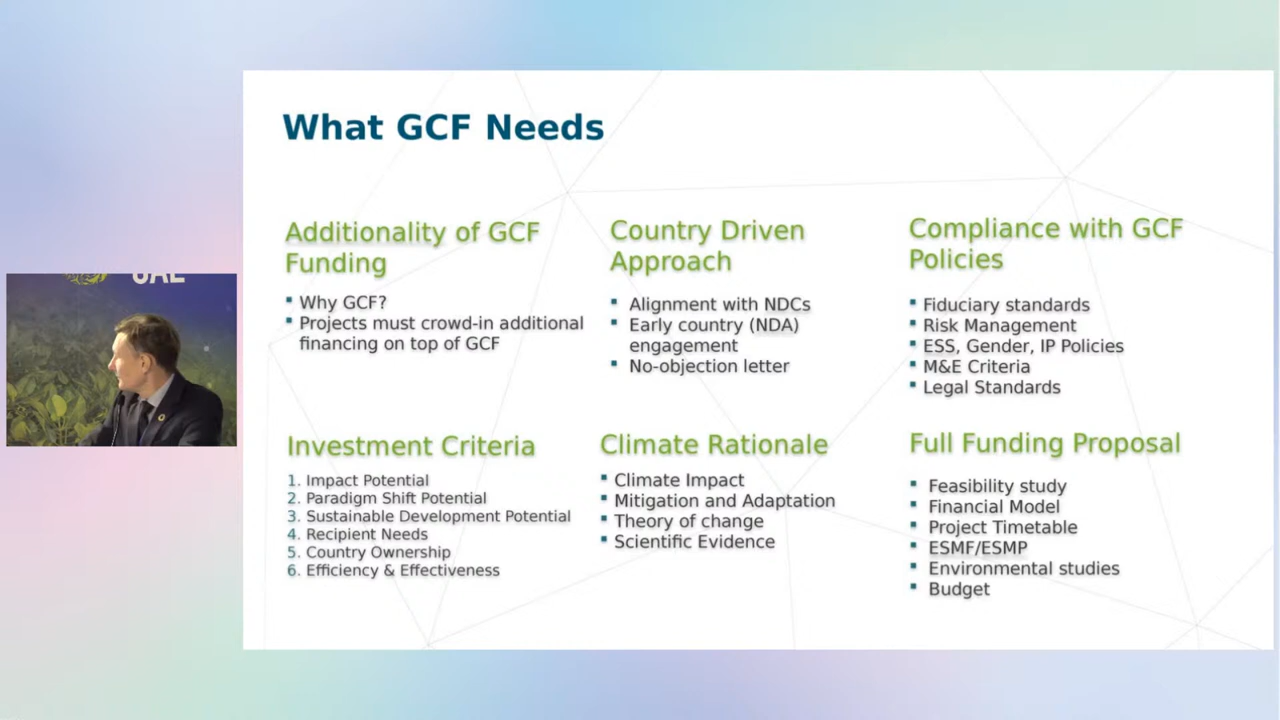 What GCF Needs
Additionality of GCF
Funding
Why GCF?
Projects must crowd-in additional
financing on top of GCF
Country Driven
Approach
Alignment with NDCs
Early country (NDA)
engagement
No-objection letter
Compliance with GCF
Policies
Fiduciary standards
Risk Management
ESS, Gender, IP Policies
M&E Criteria
Legal Standards
Investment Criteria
1. Impact Potential
2. Paradigm Shift Potential
3. Sustainable Development Potential
4. Recipient Needs
5. Country Ownership
6. Efficiency & Effectiveness
Climate Rationale
Climate Impact
Mitigation and Adaptation
Theory of change
Scientific Evidence
Full Funding Proposal
Feasibility study
Financial Model
Project Timetable
ESMF/ESMP
Environmental studies
Budget
UAE